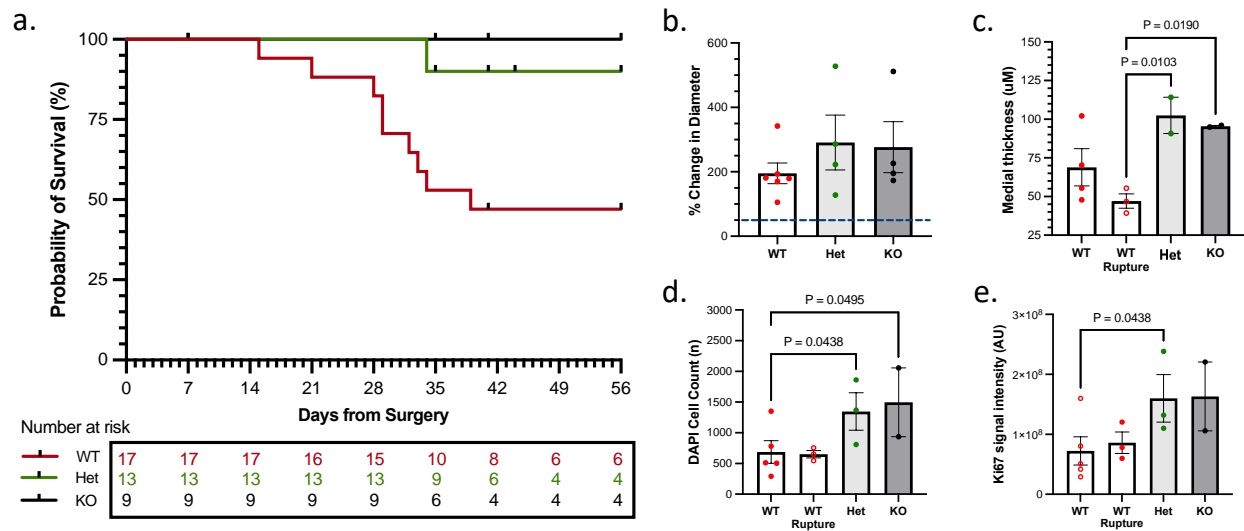 a.
Probability of Survival (%)
100
75
50
25
0
0 7 14 21 28 35 42 49 56
Days from Surgery
Number at risk
WT 17 17 17 16 15 10 8 6 6
Het 13 13 13 13 13 9 6 4 4
KO 9 9 9 9 9 6 4 4 4
b.
% Change in Diameter
600
400
200
0
WT Het KO
c.
Medial thickness (uM)
150
125
100
75
50
25
P = 0.0190
P = 0.0103
WT WT Het KO
Rupture
d.
DAPI Cell Count (n)
3000
2500
2000
1500
1000
500
0
P = 0.0495
P = 0.0438
WT WT Het KO
Rupture
e.
KI67 signal intensity (AU)
3×10⁸
2×10⁸
1×10⁸
0
P = 0.0438
WT WT Het KO
Rupture